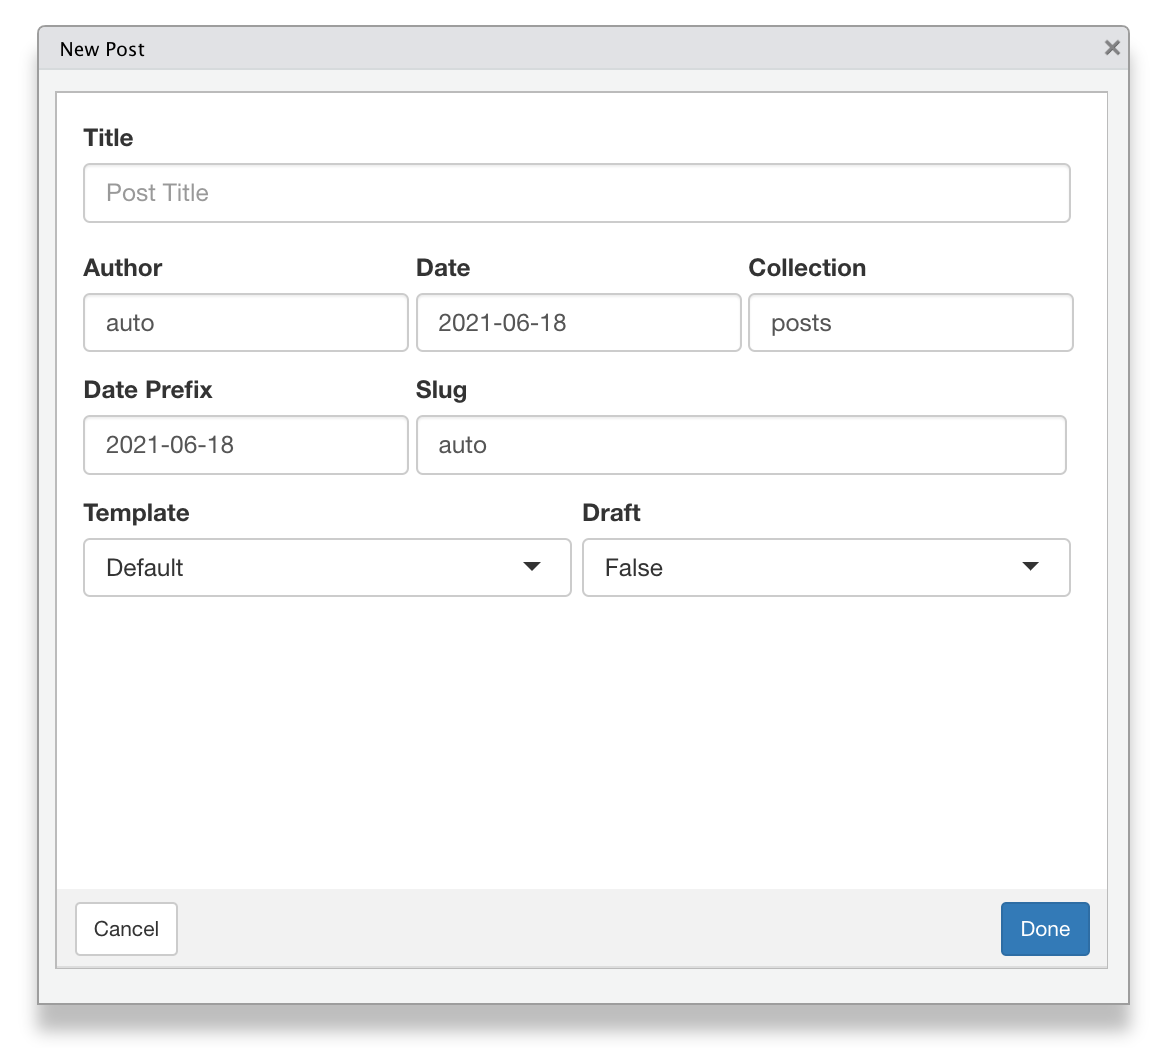 New Post
Title
Post Title
Author Date Collection
auto 2021-06-18 posts
Date Prefix Slug
2021-06-18 auto
Template Draft
Default False
Cancel Done